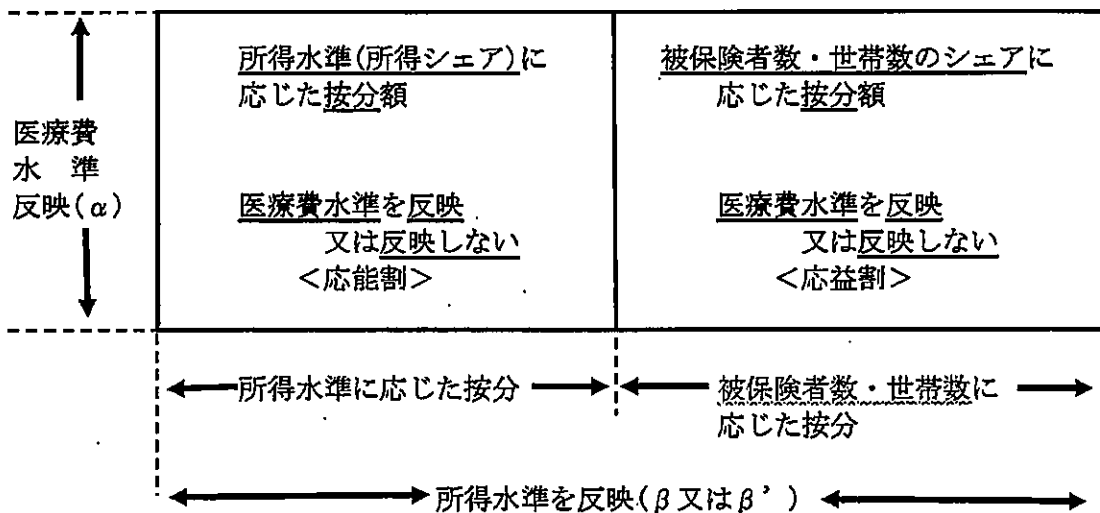 所得水準(所得シェア)に
応じた按分額
被保険者数・世帯数のシェアに
応じた按分額
医療費
水 準
反映(α)
医療費水準を反映
又は反映しない
<応能割>
医療費水準を反映
又は反映しない
<応益割>
所得水準に応じた按分
被保険者数・世帯数に
応じた按分
所得水準を反映(β又はβ’)